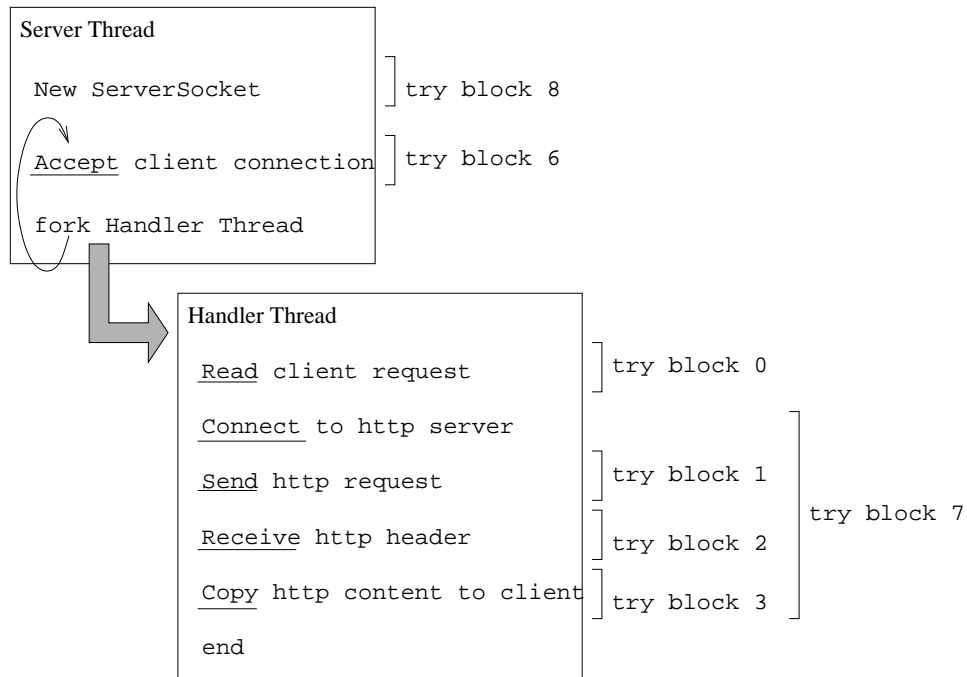 Server Thread
New ServerSocket
try block 8
Accept client connection
try block 6
fork Handler Thread
Handler Thread
Read client request
try block 0
Connect to http server
Send http request
try block 1
try block 7
Receive http header
try block 2
Copy http content to client
try block 3
end